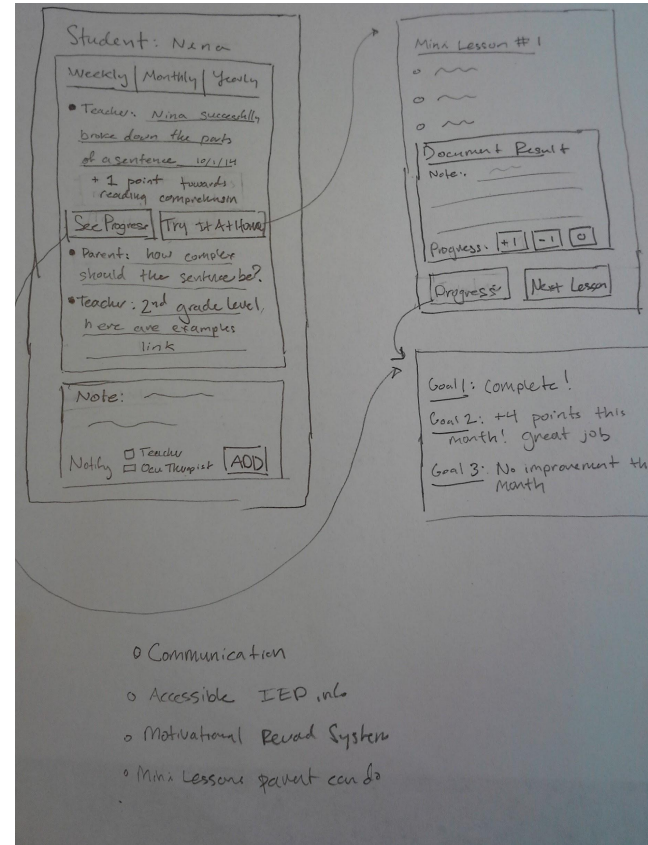 Student: Nina
Weekly | Monthly | Yearly
• Teacher: Nina successfully
broke down the parts
of a sentence 10/1/14
+ 1 point towards
reading comprehension
See Progress Try It At Home
• Parent: how complex
should the sentence be?
• Teacher: 2nd grade level,
here are examples
link
Note:
Notify Teacher
Occu Therapist ADD
Mini Lesson #1
Document Result
Note:
Progress: +1 -1 0
Progress Next Lesson
Goal 1: Complete!
Goal 2: +4 points this
month! great job
Goal 3: No improvement th
month
o Communication
o Accessible IEP info
o Motivational Reward System
o Mini Lessons parent can do